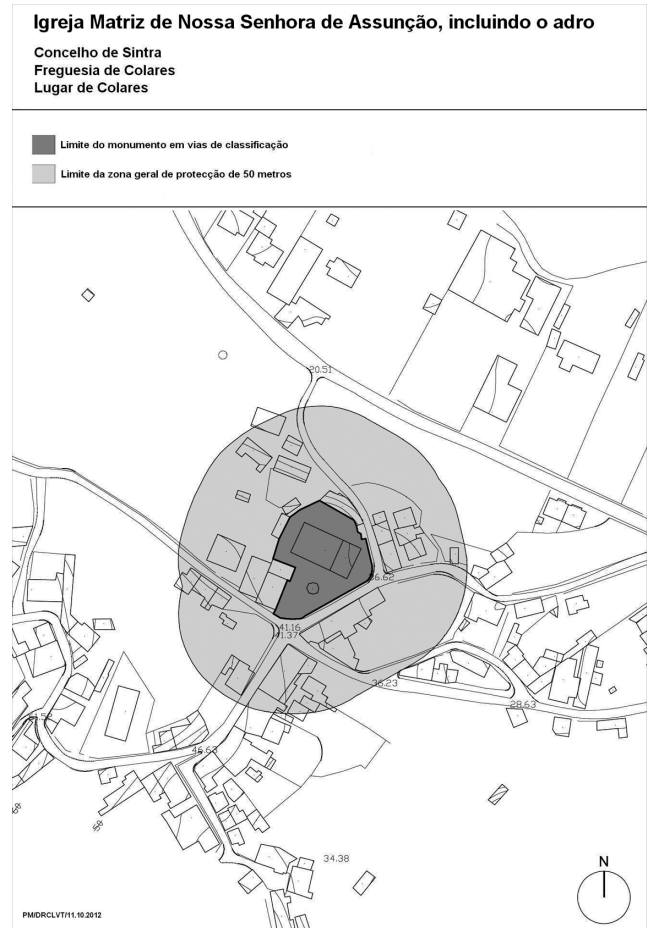 Igreja Matriz de Nossa Senhora de Assunção, incluindo o adro
Concelho de Sintra
Freguesia de Colares
Lugar de Colares
Limite do monumento em vias de classificação
Limite da zona geral de protecção de 50 metros
20.51
36.62
41.16
41.37
36.23
28.63
46.63
50
34.38
N
PM/DRCLVT/11.10.2012